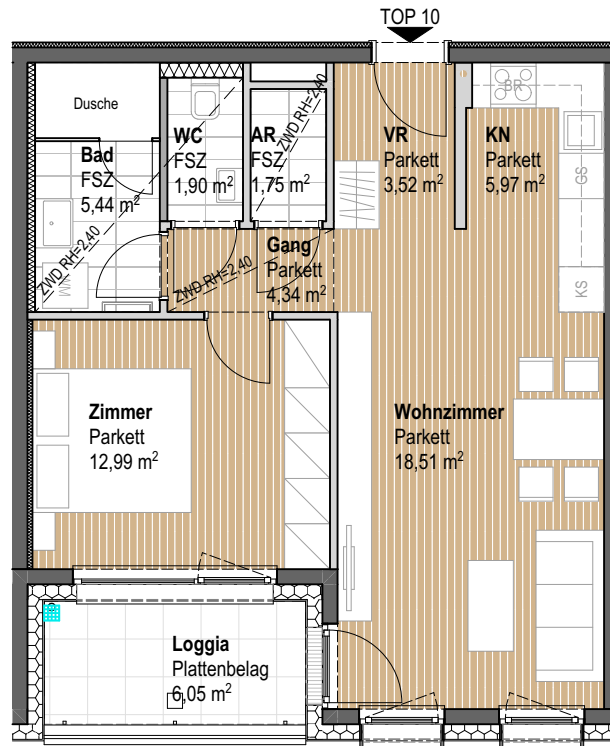 TOP 10
Dusche
Bad
FSZ
5,44 m²
ZWD RH=2,40
WM
WC
FSZ
1,90 m²
AR
FSZ
1,75 m²
ZWD RH=2,40
VR
Parkett
3,52 m²
KN
Parkett
5,97 m²
BR
GS
KS
Gang
Parkett
4,34 m²
ZWD RH=2,40
Zimmer
Parkett
12,99 m²
Wohnzimmer
Parkett
18,51 m²
Loggia
Plattenbelag
6,05 m²